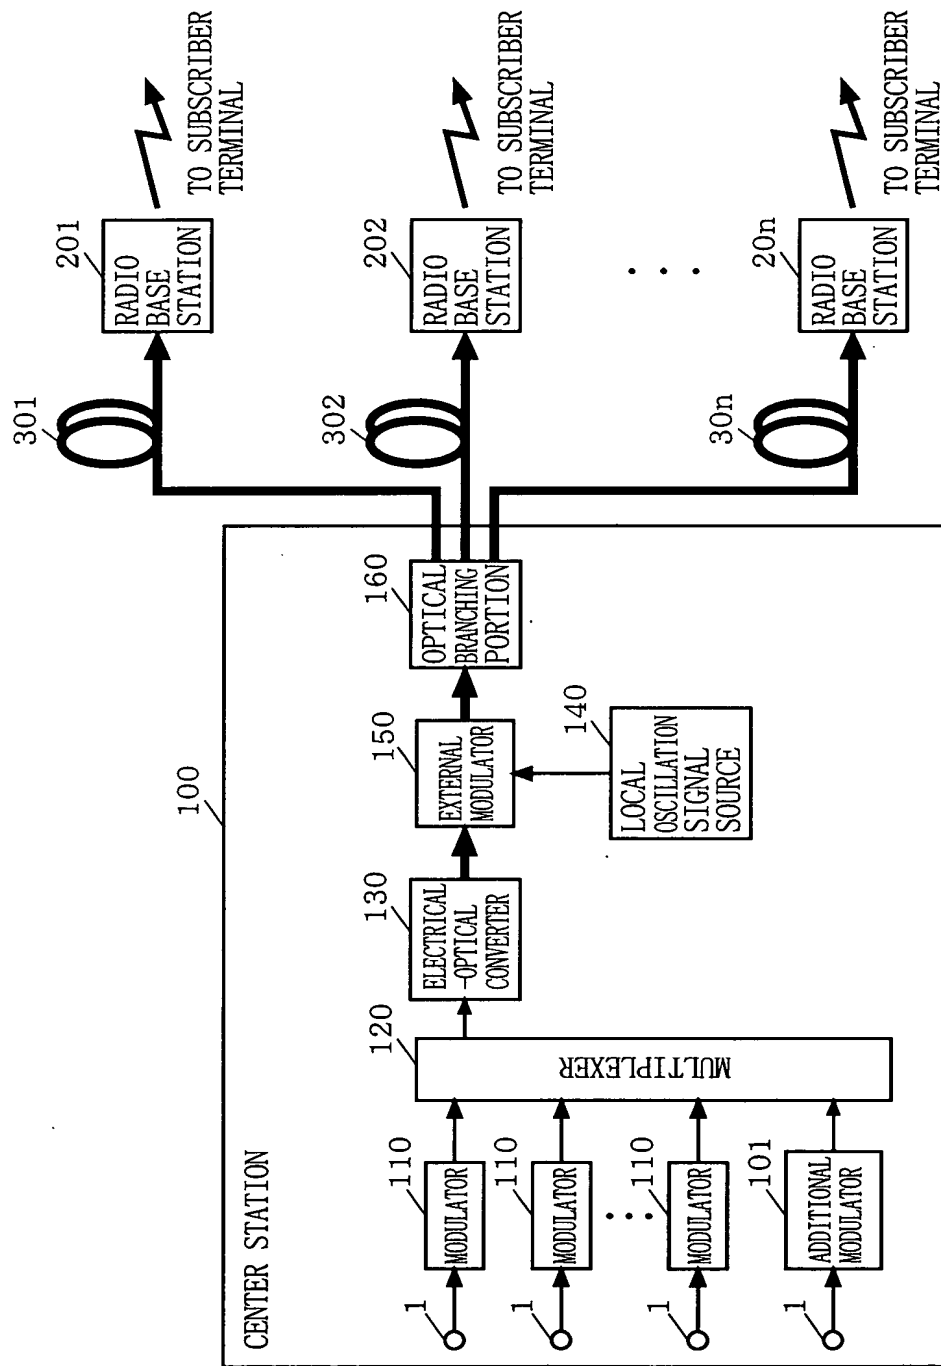 CENTER STATION
100
1
MODULATOR
110
1
MODULATOR
110
1
MODULATOR
110
1
ADDITIONAL
MODULATOR
101
MULTIPLEXER
120
ELECTRICAL
-OPTICAL
CONVERTER
130
EXTERNAL
MODULATOR
150
LOCAL
OSCILLATION
SIGNAL
SOURCE
140
OPTICAL
BRANCHING
PORTION
160
301
RADIO
BASE
STATION
201
TO SUBSCRIBER
TERMINAL
302
RADIO
BASE
STATION
202
TO SUBSCRIBER
TERMINAL
30n
RADIO
BASE
STATION
20n
TO SUBSCRIBER
TERMINAL